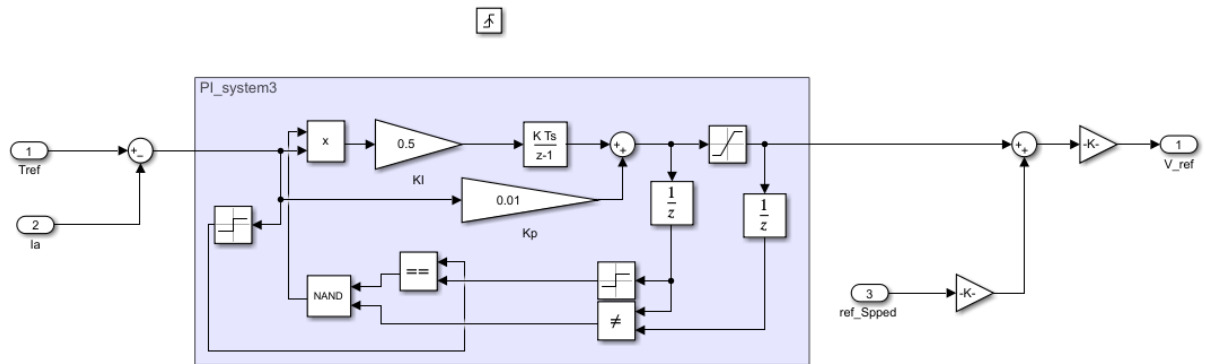 PI_system3
1
Tref
2
Ia
+
−
x
0.5
KI
K Ts
z-1
+
+
0.01
Kp
1
z
1
z
==
NAND
≠
+
+
-K-
1
V_ref
3
ref_Spped
-K-